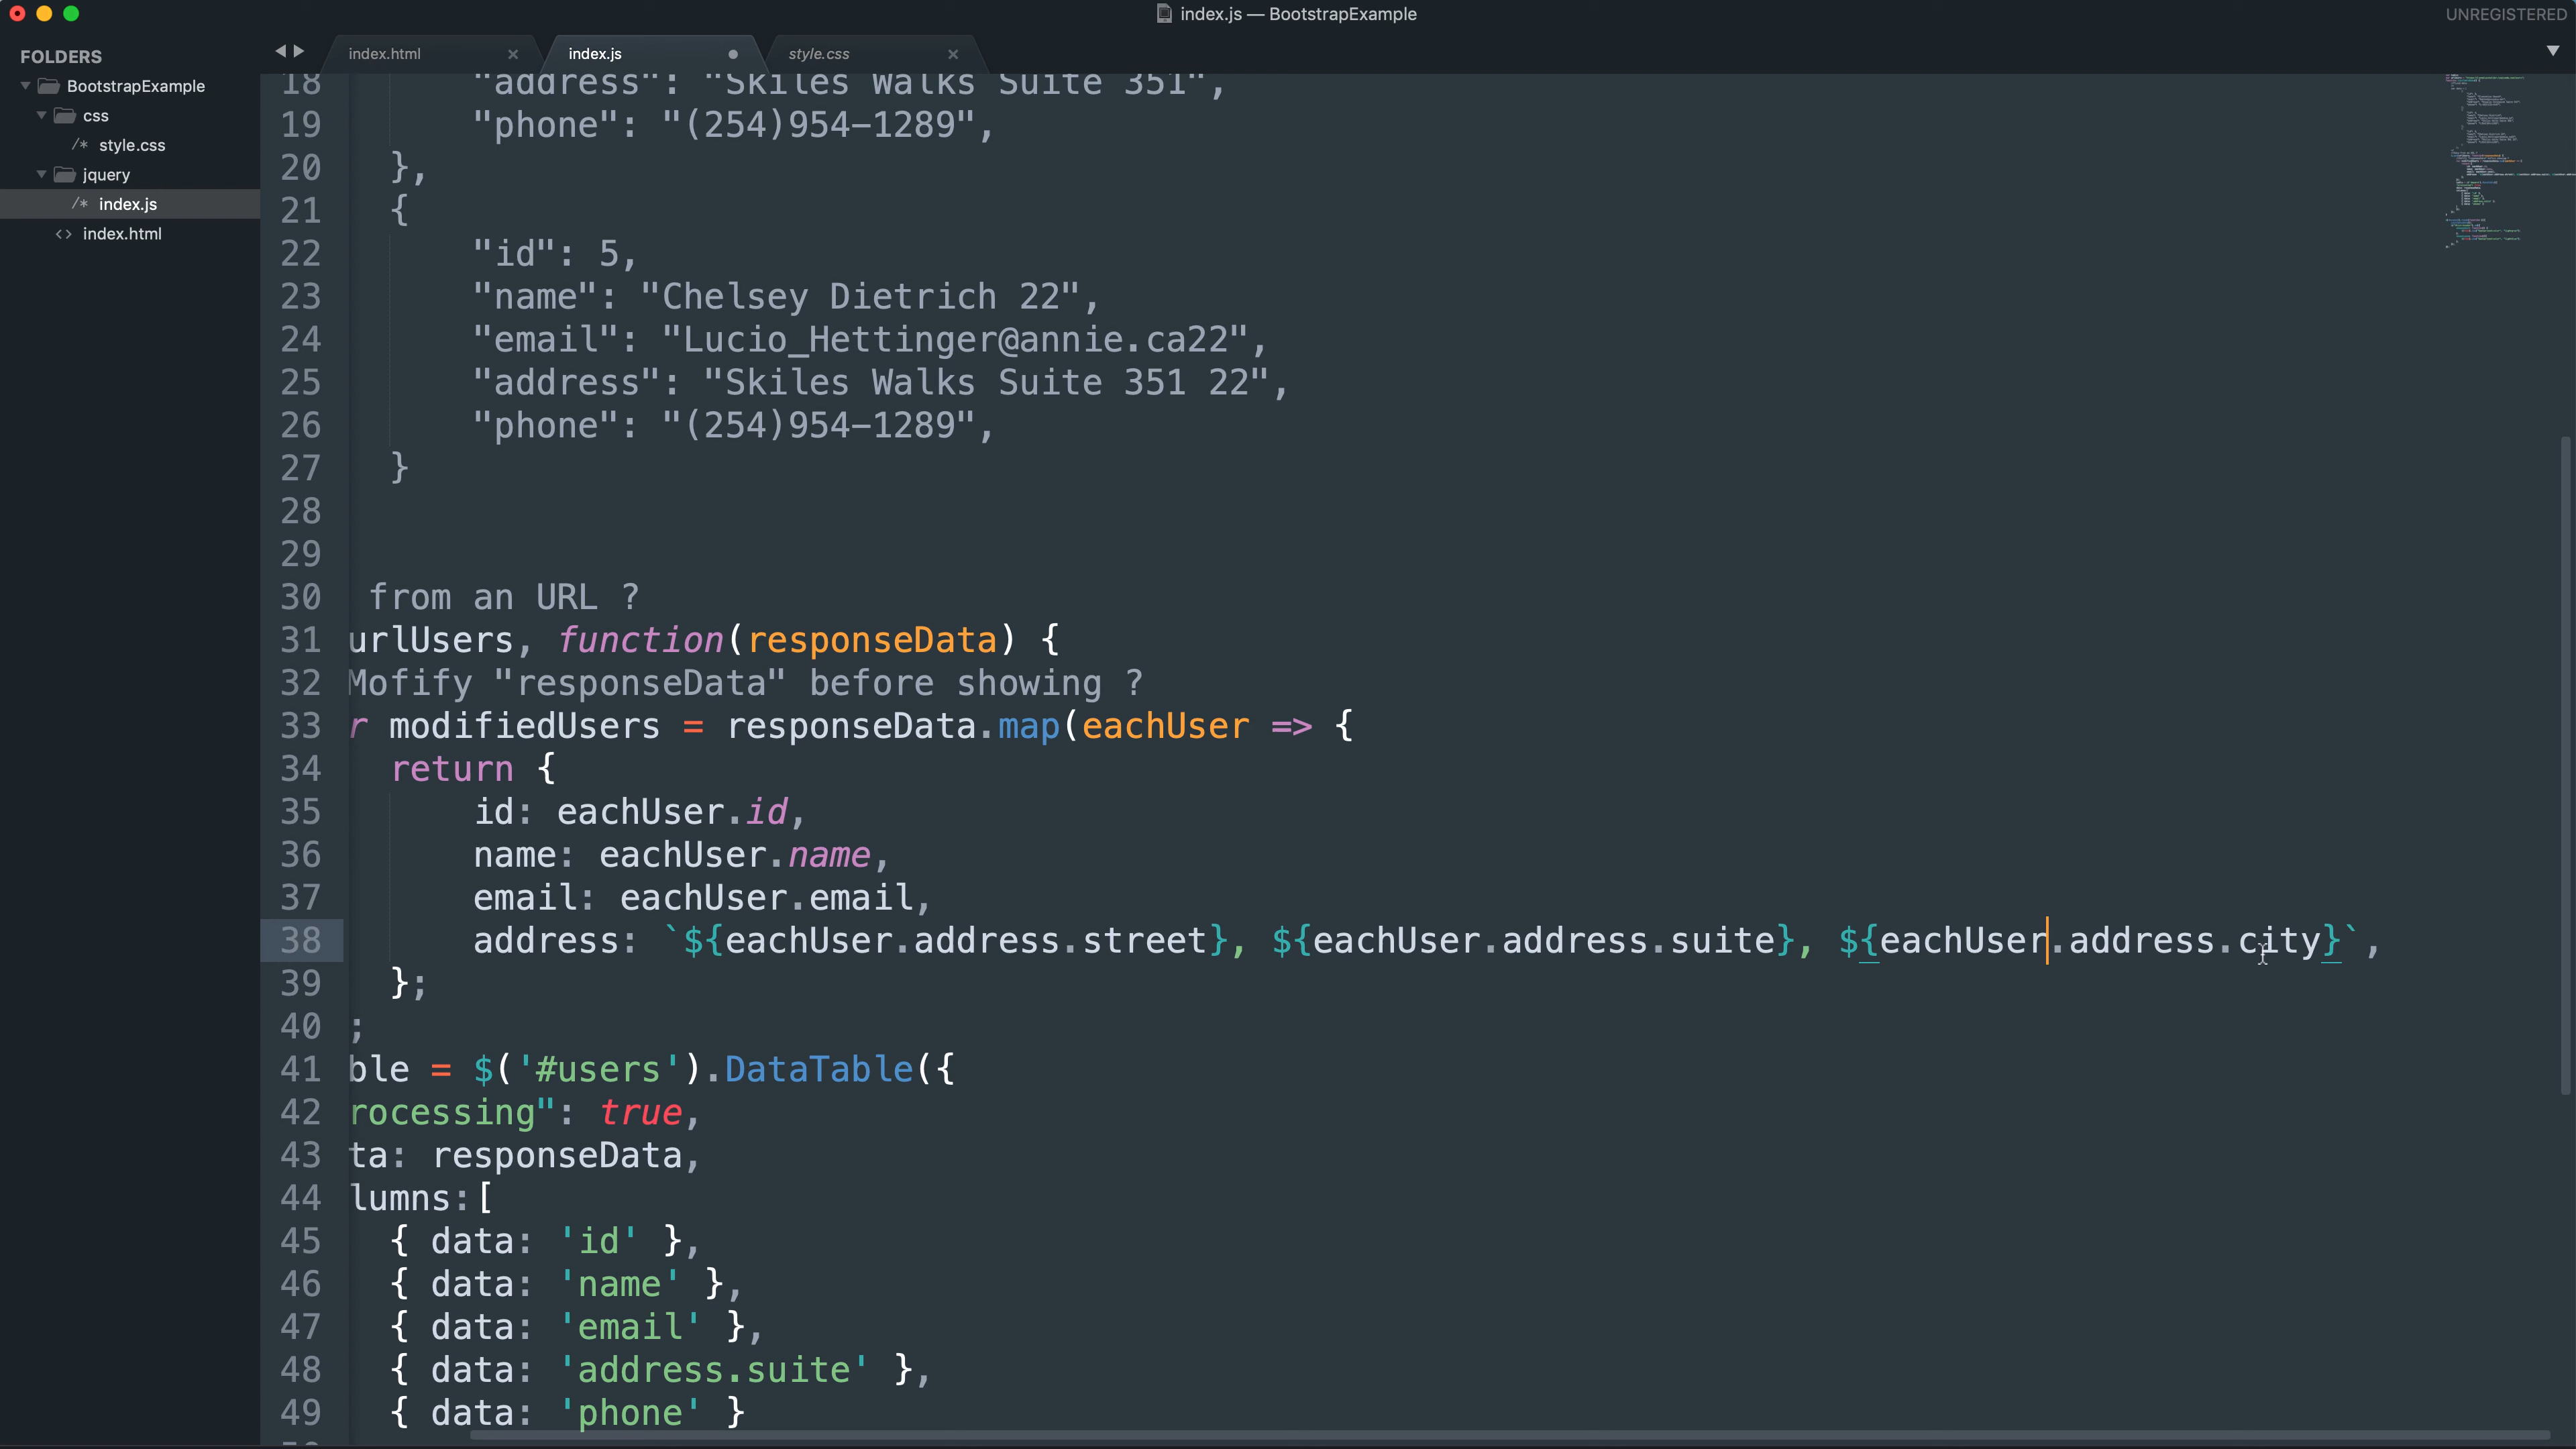 index.js — BootstrapExample
UNREGISTERED
FOLDERS
BootstrapExample
css
/* style.css
jquery
/* index.js
<> index.html
index.html
index.js
style.css
18 "address": "Skiles Walks Suite 351",
19 "phone": "(254)954-1289",
20 },
21 {
22 "id": 5,
23 "name": "Chelsey Dietrich 22",
24 "email": "Lucio_Hettinger@annie.ca22",
25 "address": "Skiles Walks Suite 351 22",
26 "phone": "(254)954-1289",
27 }
28
29
30 from an URL ?
31 urlUsers, function(responseData) {
32 Mofify "responseData" before showing ?
33 r modifiedUsers = responseData.map(eachUser => {
34 return {
35 id: eachUser.id,
36 name: eachUser.name,
37 email: eachUser.email,
38 address: `${eachUser.address.street}, ${eachUser.address.suite}, ${eachUser.address.city}`,
39 };
40 ;
41 ble = $('#users').DataTable({
42 rocessing": true,
43 ta: responseData,
44 lumns:[
45 { data: 'id' },
46 { data: 'name' },
47 { data: 'email' },
48 { data: 'address.suite' },
49 { data: 'phone' }